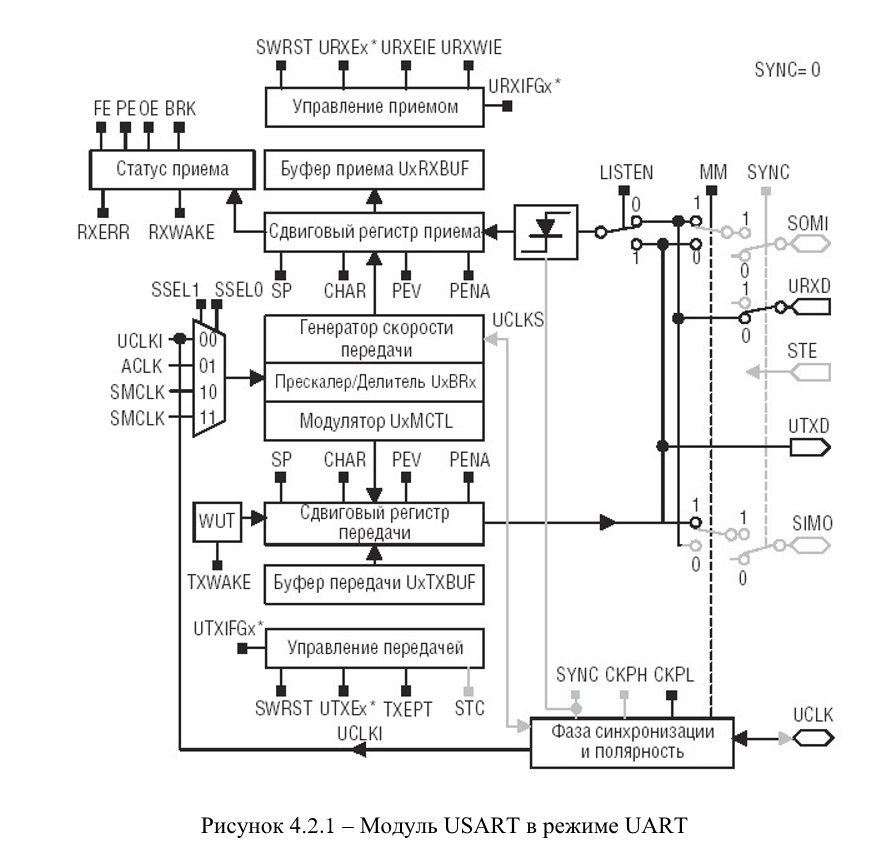 SWRST URXEx* URXEIE URXWIE
SYNC= 0
URXIFGx*
Управление приемом
FE PE OE BRK
Статус приема
Буфер приема UxRXBUF
LISTEN MM SYNC
RXERR RXWAKE
Сдвиговый регистр приема
0 1 1 SOMI
1 0 0
SP CHAR PEV PENA
SSEL1 SSEL0
1 URXD
0
UCLKI 00
ACLK 01
SMCLK 10
SMCLK 11
Генератор скорости
передачи
UCLKS
Прескалер/Делитель UxBRx
Модулятор UxMCTL
STE
UTXD
SP CHAR PEV PENA
WUT
TXWAKE
Сдвиговый регистр
передачи
1 1 SIMO
0 0
Буфер передачи UxTXBUF
UTXIFGx*
Управление передачей
SWRST UTXEx* TXEPT STC
SYNC CKPH CKPL
UCLKI
Фаза синхронизации
и полярность
UCLK
Рисунок 4.2.1 – Модуль USART в режиме UART